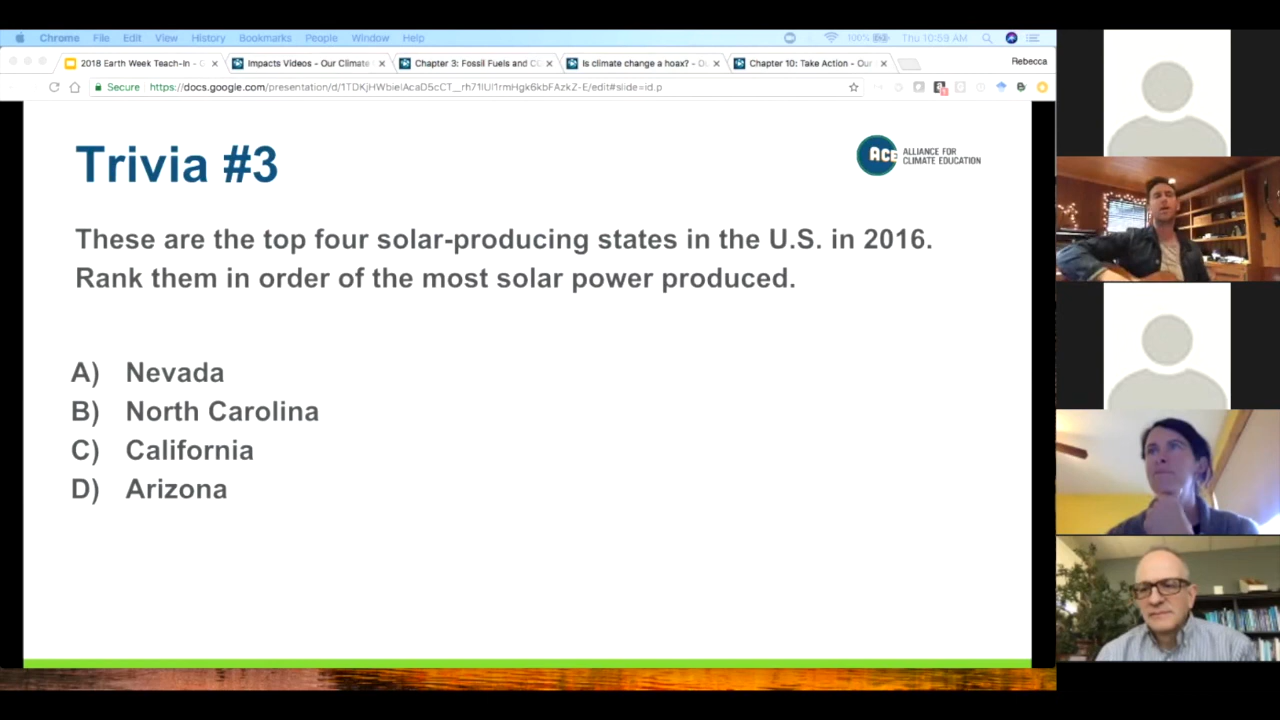 Chrome File Edit View History Bookmarks People Window Help 100% Thu 10:59 AM
2018 Earth Week Teach-In - G Impacts Videos - Our Climate Chapter 3: Fossil Fuels and CO Is climate change a hoax? - Ou Chapter 10: Take Action - Our Rebecca
Secure
Trivia #3
ACE ALLIANCE FOR
CLIMATE EDUCATION
These are the top four solar-producing states in the U.S. in 2016.
Rank them in order of the most solar power produced.
A) Nevada
B) North Carolina
C) California
D) Arizona